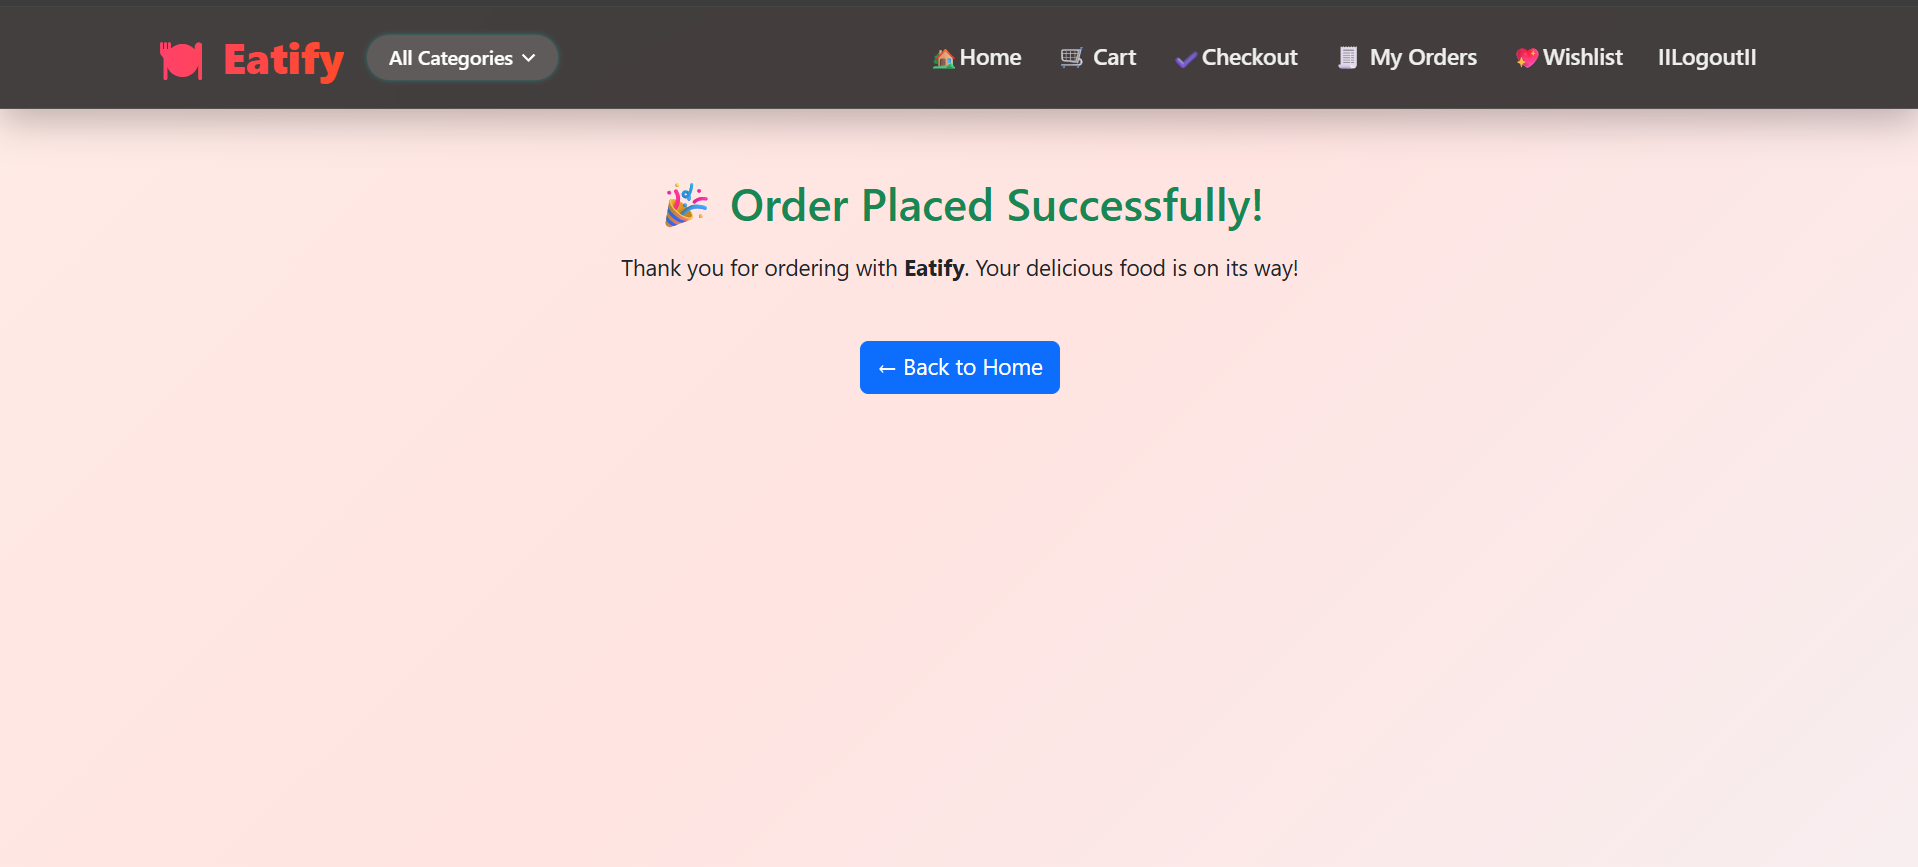 Eatify All Categories Home Cart Checkout My Orders Wishlist IILogoutII
Order Placed Successfully!
Thank you for ordering with Eatify. Your delicious food is on its way!
← Back to Home